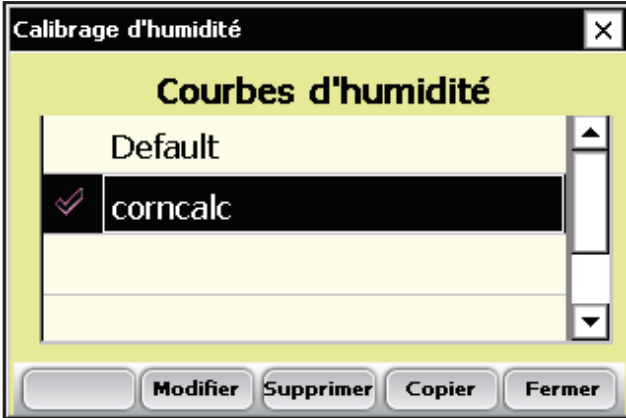 Calibrage d'humidité
Courbes d'humidité
Default
corncalc
Modifier Supprimer Copier Fermer